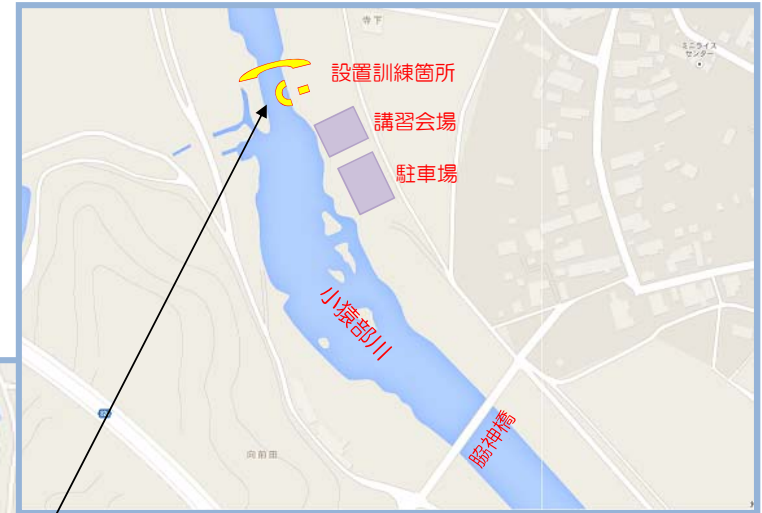 寺下
ミニライス
センター
設置訓練箇所
講習会場
駐車場
小猿部川
向前田
脇神橋